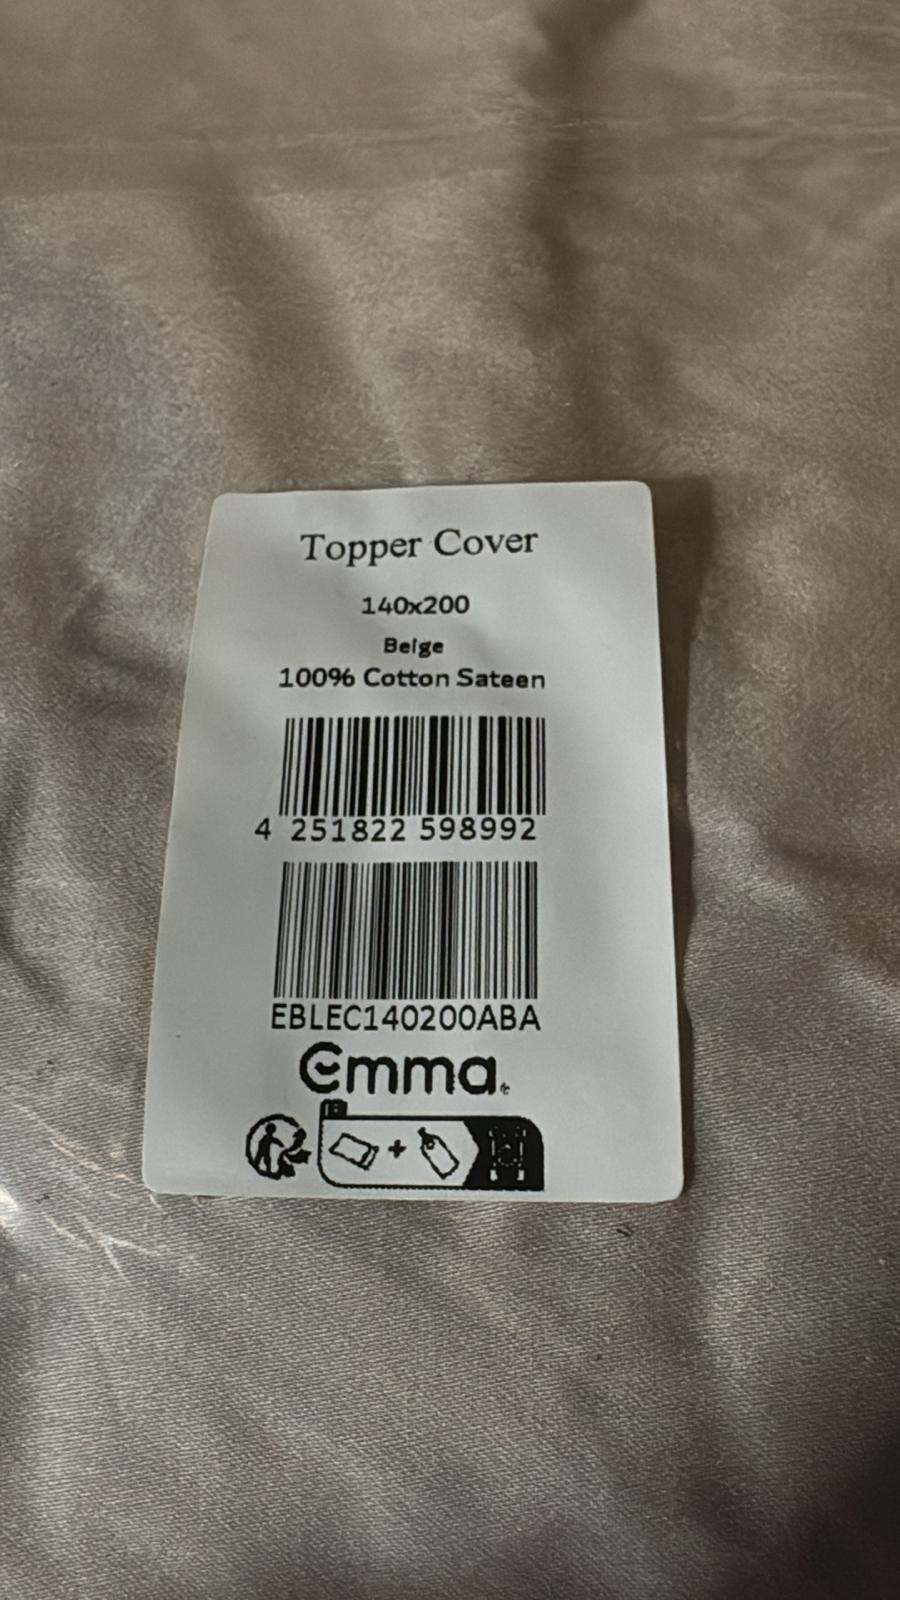 Topper Cover
140x200
Beige
100% Cotton Sateen
4 251822 598992
EBLEC140200ABA
emma